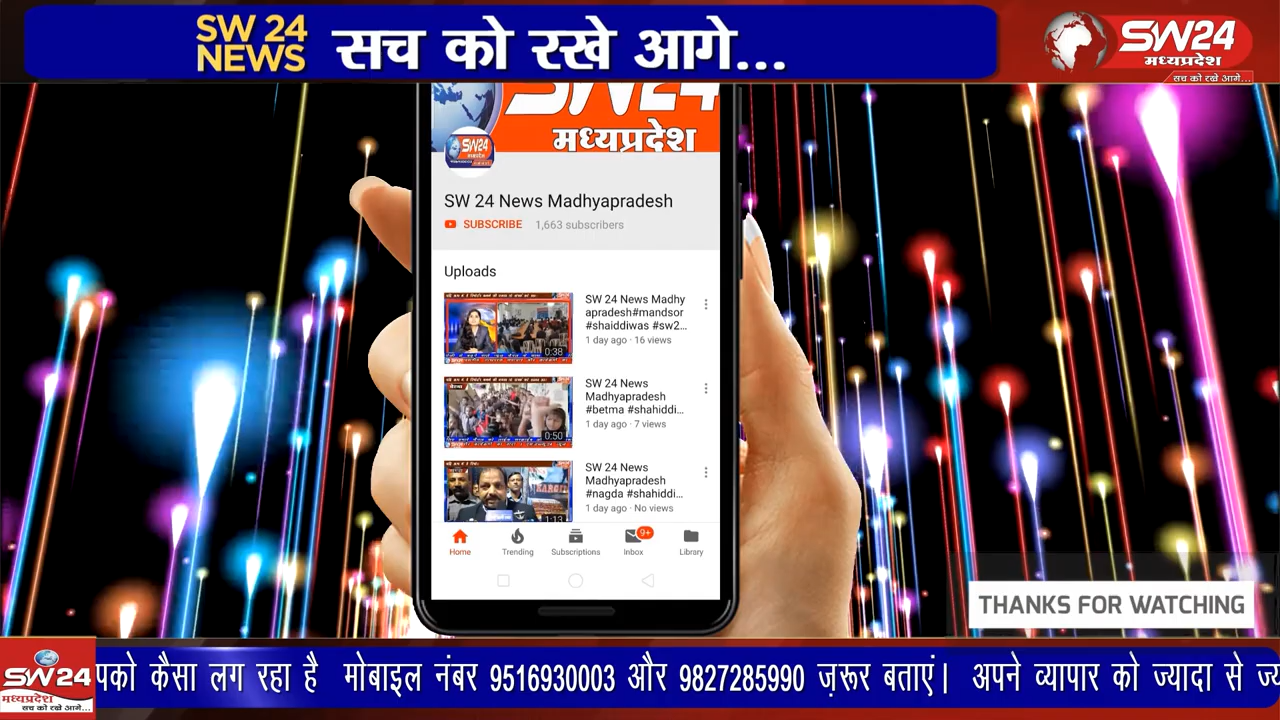 SW 24
NEWS
सच को रखे आगे...
SW24
मध्यप्रदेश
सच को रखे आगे...
SW24
मध्यप्रदेश
SW24
SW 24 News Madhyapradesh
SUBSCRIBE 1,663 subscribers
Uploads
SW 24 News Madhy
apradesh#mandsor
#shaiddiwas #sw2...
1 day ago · 16 views
0:38
SW 24 News
Madhyapradesh
#betma #shahiddi...
1 day ago · 7 views
0:50
SW 24 News
Madhyapradesh
#nagda #shahiddi...
1 day ago · No views
1:13
9+
Home Trending Subscriptions Inbox Library
THANKS FOR WATCHING
SW24
मध्यप्रदेश
सच को रखे आगे...
पको कैसा लग रहा है मोबाइल नंबर 9516930003 और 9827285990 ज़रूर बताएं। अपने व्यापार को ज्यादा से ज्य